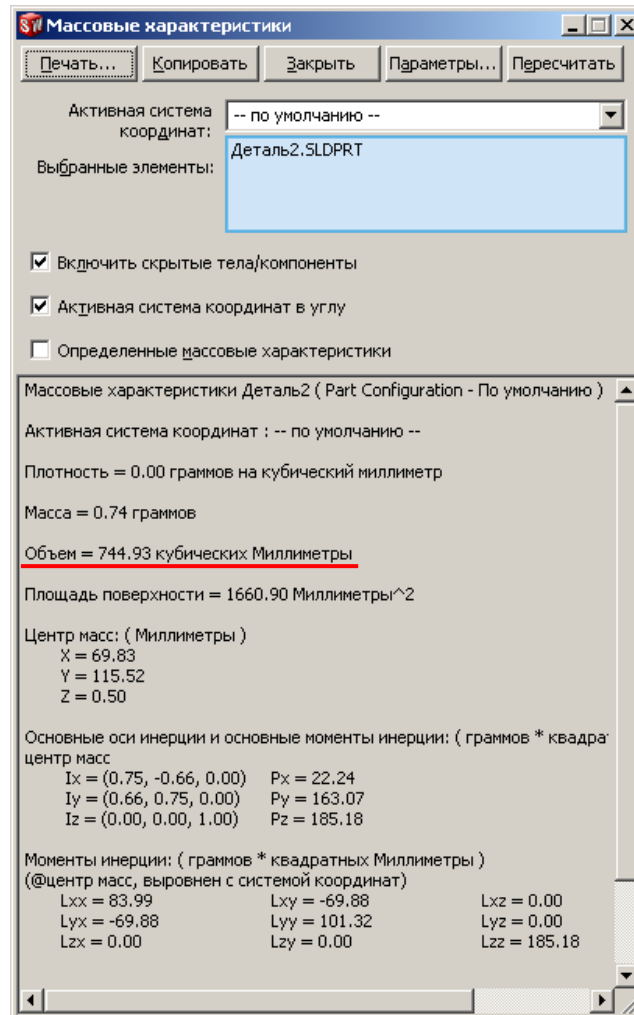 SW Массовые характеристики
Печать... Копировать Закрыть Параметры... Пересчитать
Активная система координат: -- по умолчанию --
Выбранные элементы: Деталь2.SLDPRT
Включить скрытые тела/компоненты
Активная система координат в углу
Определенные массовые характеристики
Массовые характеристики Деталь2 ( Part Configuration - По умолчанию )
Активная система координат : -- по умолчанию --
Плотность = 0.00 граммов на кубический миллиметр
Масса = 0.74 граммов
Объем = 744.93 кубических Миллиметры
Площадь поверхности = 1660.90 Миллиметры^2
Центр масс: ( Миллиметры )
X = 69.83
Y = 115.52
Z = 0.50
Основные оси инерции и основные моменты инерции: ( граммов * квадрат
центр масс
Ix = (0.75, -0.66, 0.00) Px = 22.24
Iy = (0.66, 0.75, 0.00) Py = 163.07
Iz = (0.00, 0.00, 1.00) Pz = 185.18
Моменты инерции: ( граммов * квадратных Миллиметры )
(@центр масс, выровнен с системой координат)
Lxx = 83.99 Lxy = -69.88 Lxz = 0.00
Lyx = -69.88 Lyy = 101.32 Lyz = 0.00
Lzx = 0.00 Lzy = 0.00 Lzz = 185.18